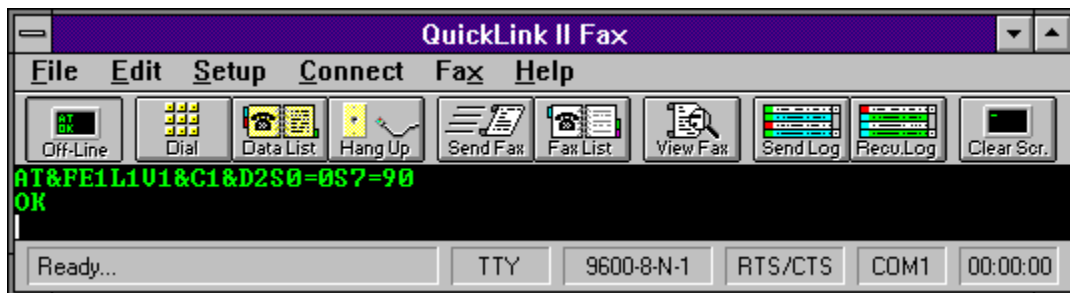 QuickLink II Fax
File Edit Setup Connect Fax Help
AT
OK
Off-Line Dial Data List Hang Up Send Fax Fax List View Fax Send Log Recv.Log Clear Scr.
AT&FE1L1V1&C1&D2S0=0S7=90
OK
Ready... TTY 9600-8-N-1 RTS/CTS COM1 00:00:00